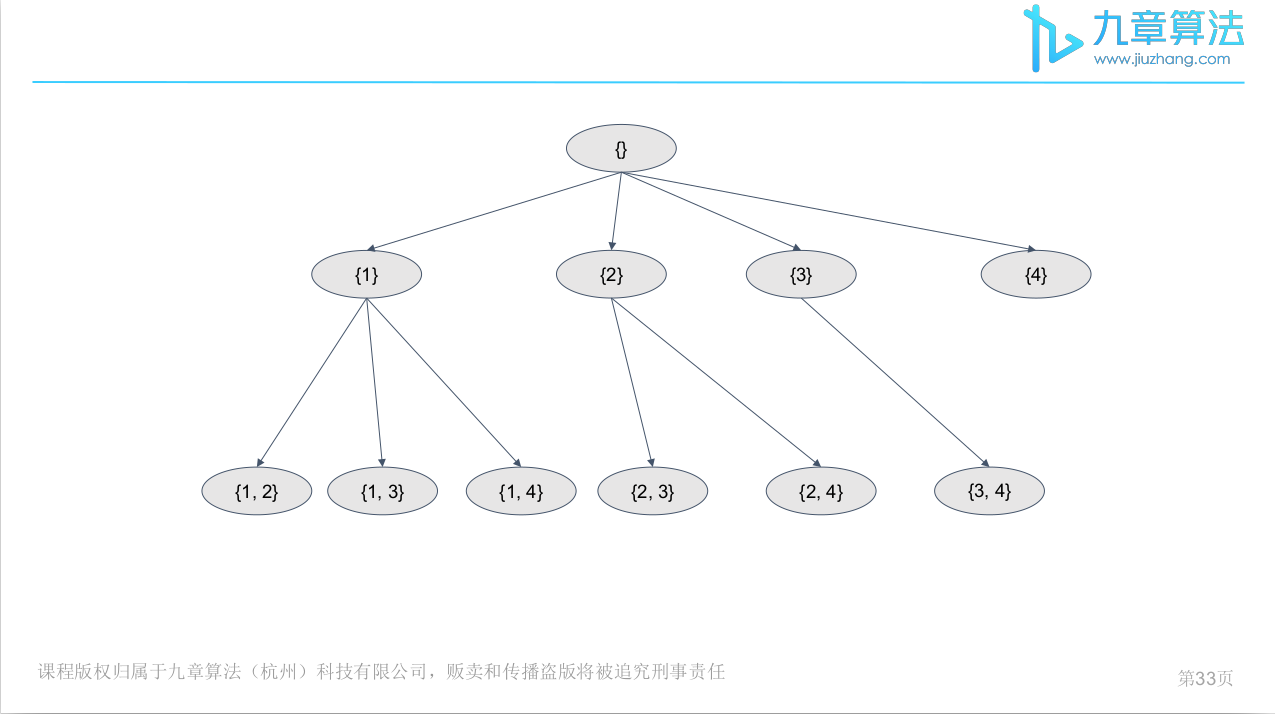 九章算法
www.jiuzhang.com
{}
{1}
{2}
{3}
{4}
{1, 2}
{1, 3}
{1, 4}
{2, 3}
{2, 4}
{3, 4}
课程版权归属于九章算法（杭州）科技有限公司，贩卖和传播盗版将被追究刑事责任
第33页